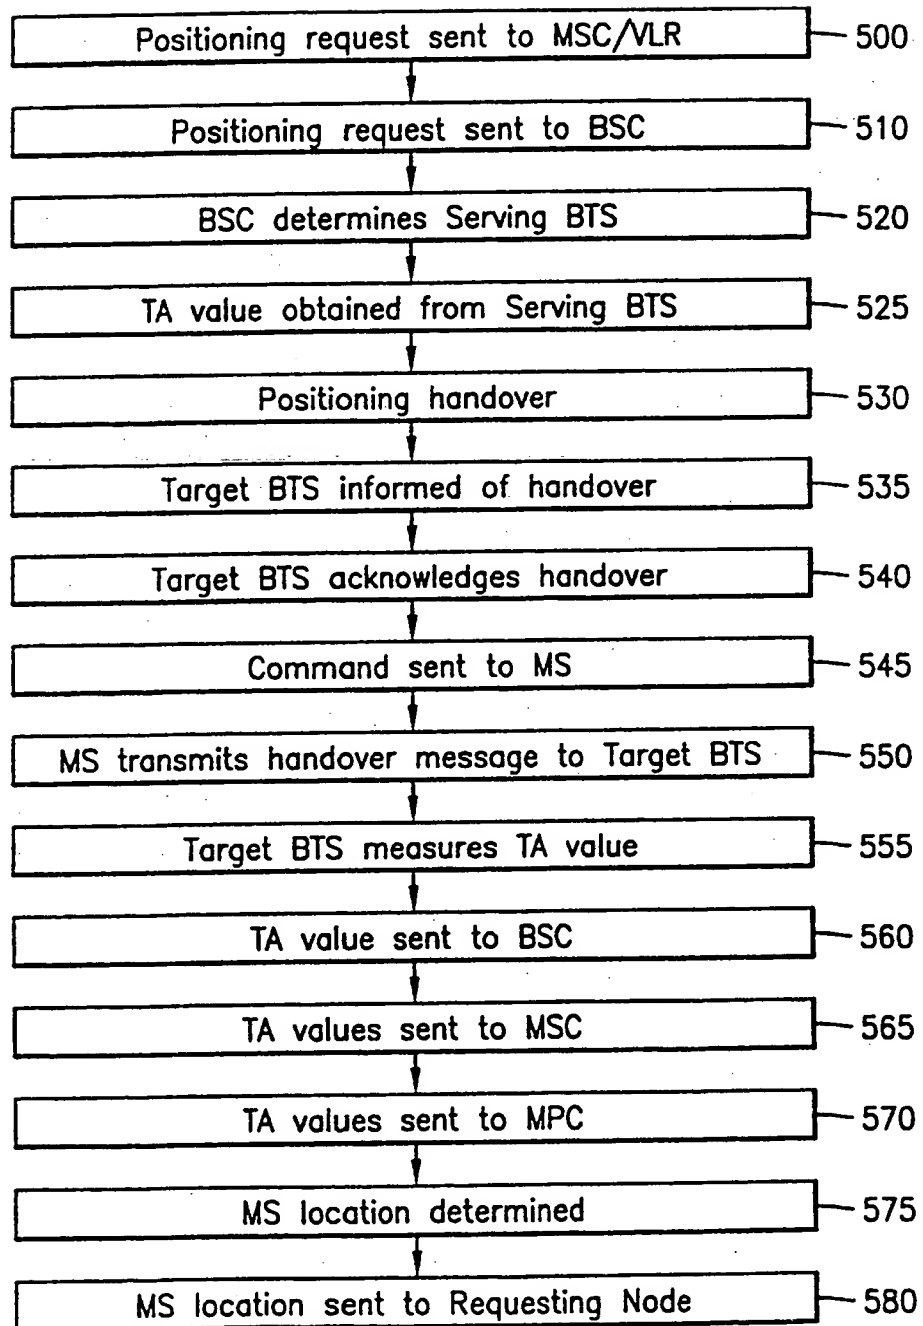 Positioning request sent to MSC/VLR 500
Positioning request sent to BSC 510
BSC determines Serving BTS 520
TA value obtained from Serving BTS 525
Positioning handover 530
Target BTS informed of handover 535
Target BTS acknowledges handover 540
Command sent to MS 545
MS transmits handover message to Target BTS 550
Target BTS measures TA value 555
TA value sent to BSC 560
TA values sent to MSC 565
TA values sent to MPC 570
MS location determined 575
MS location sent to Requesting Node 580